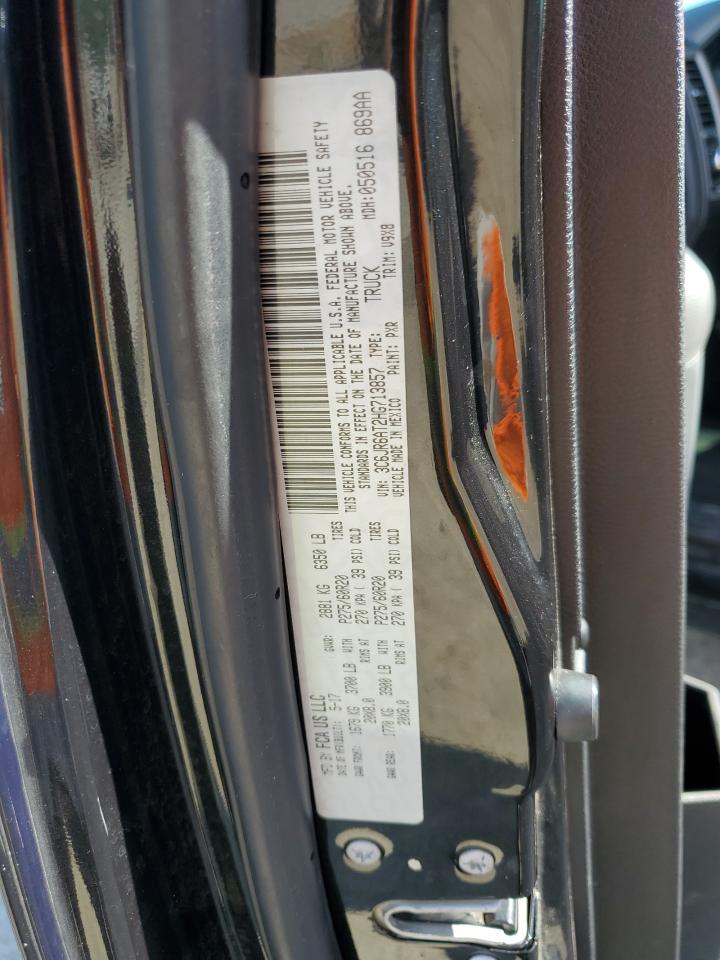 MFD BY FCA US LLC
DATE OF MFR(BUILT): 5-17 GVWR: 2881 KG 6350 LB
GAWR FRONT: 1679 KG 3700 LB WITH P275/60R20 TIRES
20X8.0 RIMS AT 270 KPA ( 39 PSI) COLD
GAWR REAR: 1770 KG 3900 LB WITH P275/60R20 TIRES
20X8.0 RIMS AT 270 KPA ( 39 PSI) COLD
THIS VEHICLE CONFORMS TO ALL APPLICABLE U.S.A. FEDERAL MOTOR VEHICLE SAFETY
STANDARDS IN EFFECT ON THE DATE OF MANUFACTURE SHOWN ABOVE.
VIN: 3C6JR6AT2HG713857 TYPE: TRUCK MDH:050516 869AA
VEHICLE MADE IN MEXICO PAINT: PXR TRIM: V9X8